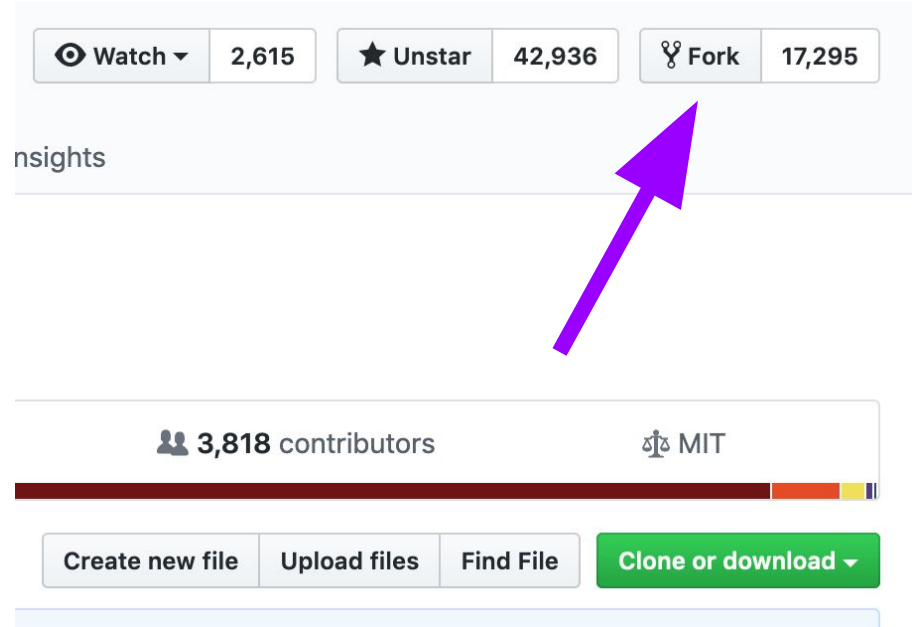 Watch 2,615 Unstar 42,936 Fork 17,295
nsights
3,818 contributors MIT
Create new file Upload files Find File Clone or download